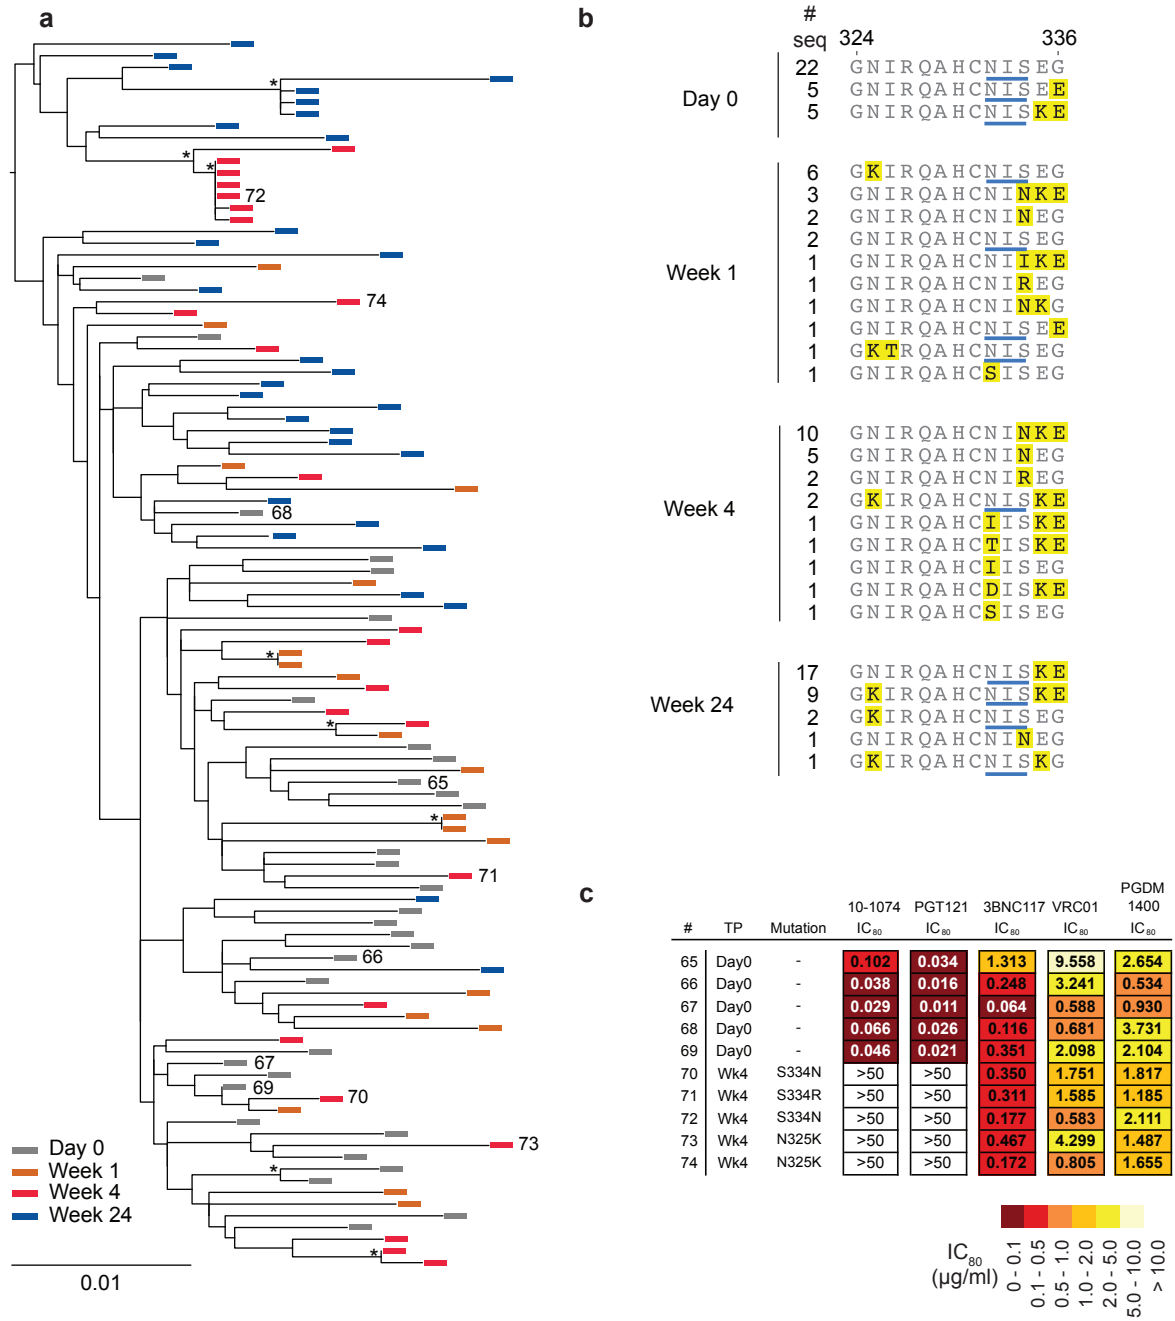 a
*
*
*
72
74
68
*
*
65
*
71
66
67
69
70
73
*
*
Day 0
Week 1
Week 4
Week 24
0.01
b
#
seq 324 336
Day 0
22 GNIRQAHCNISEG
5 GNIRQAHCNISEE
5 GNIRQAHCNISKE
Week 1
6 GKIRQAHCNISEG
3 GNIRQAHCNINKE
2 GNIRQAHCNINEG
2 GNIRQAHCNISEG
1 GNIRQAHCNIIKE
1 GNIRQAHCNIREG
1 GNIRQAHCNINKG
1 GNIRQAHCNISEE
1 GKTRQAHCNISEG
1 GNIRQAHCSISEG
Week 4
10 GNIRQAHCNINKE
5 GNIRQAHCNINEG
2 GNIRQAHCNIREG
2 GKIRQAHCNISKE
1 GNIRQAHCIISKE
1 GNIRQAHCTISKE
1 GNIRQAHCIISEG
1 GNIRQAHCDISKE
1 GNIRQAHCSISEG
Week 24
17 GNIRQAHCNISKE
9 GKIRQAHCNISKE
2 GKIRQAHCNISEG
1 GNIRQAHCNINEG
1 GKIRQAHCNISKG
c
10-1074 PGT121 3BNC117 VRC01 PGDM 1400
# TP Mutation IC80 IC80 IC80 IC80 IC80
65 Day0 - 0.102 0.034 1.313 9.558 2.654
66 Day0 - 0.038 0.016 0.248 3.241 0.534
67 Day0 - 0.029 0.011 0.064 0.588 0.930
68 Day0 - 0.066 0.026 0.116 0.681 3.731
69 Day0 - 0.046 0.021 0.351 2.098 2.104
70 Wk4 S334N >50 >50 0.350 1.751 1.817
71 Wk4 S334R >50 >50 0.311 1.585 1.185
72 Wk4 S334N >50 >50 0.177 0.583 2.111
73 Wk4 N325K >50 >50 0.467 4.299 1.487
74 Wk4 N325K >50 >50 0.172 0.805 1.655
IC80
(µg/ml)
0 - 0.1
0.1 - 0.5
0.5 - 1.0
1.0 - 2.0
2.0 - 5.0
5.0 - 10.0
> 10.0